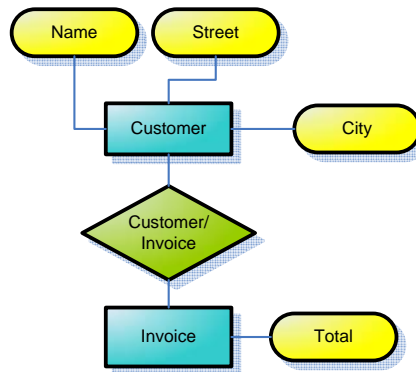 Name
Street
Customer
City
Customer/
Invoice
Invoice
Total